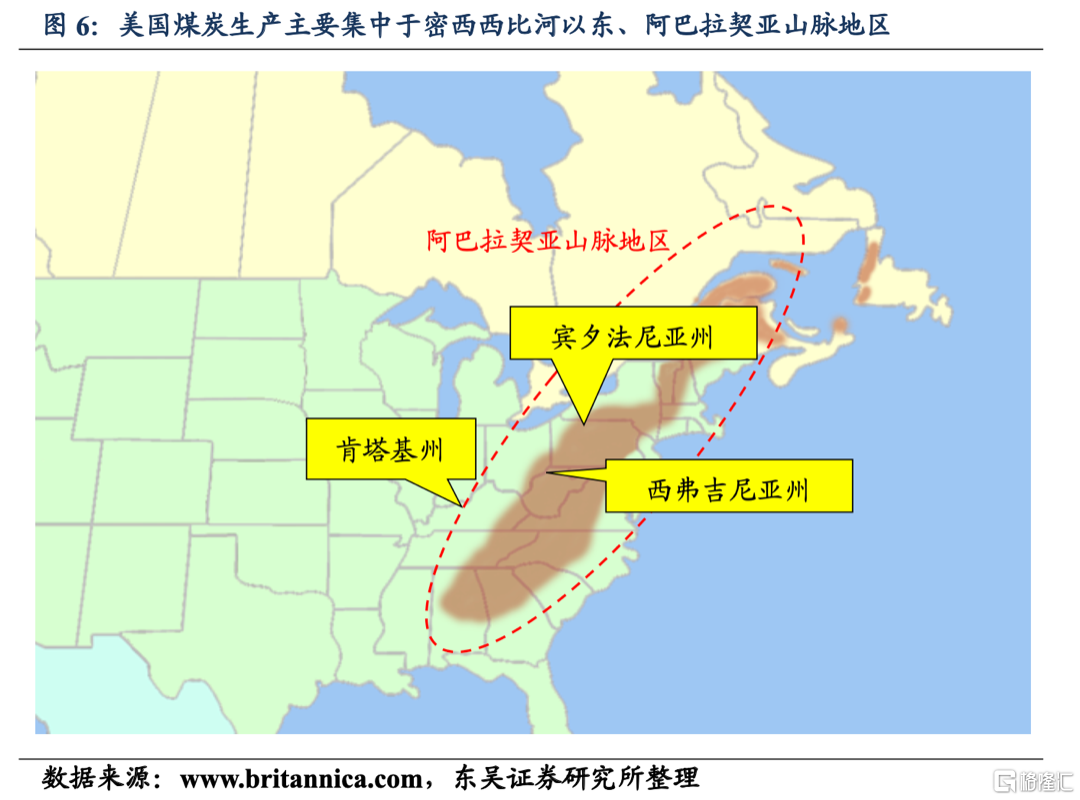 图 6：美国煤炭生产主要集中于密西西比河以东、阿巴拉契亚山脉地区
阿巴拉契亚山脉地区
宾夕法尼亚州
肯塔基州
西弗吉尼亚州
数据来源：www.britannica.com，东吴证券研究所整理
格隆汇